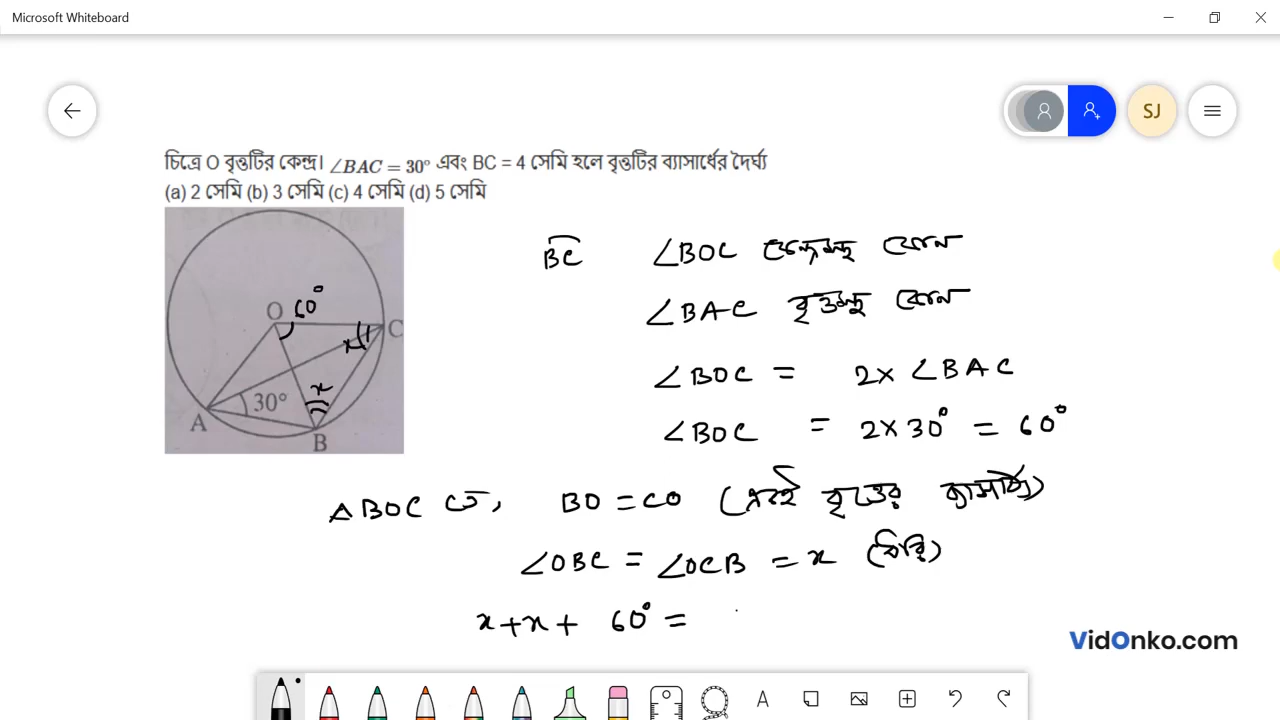 Microsoft Whiteboard
SJ
চিত্রে O বৃত্তটির কেন্দ্র। ∠BAC = 30° এবং BC = 4 সেমি হলে বৃত্তটির ব্যাসার্ধের দৈর্ঘ্য
(a) 2 সেমি (b) 3 সেমি (c) 4 সেমি (d) 5 সেমি
BC ∠BOC কেন্দ্রস্থ কোন
∠BAC বৃত্তস্থ কোন
O 60°
C
x
x
30°
A
B
∠BOC = 2× ∠BAC
∠BOC = 2×30° = 60°
△BOC তে, BO = CO (একই বৃত্তের ব্যাসার্ধ)
∠OBC = ∠OCB = x (ধরি)
x+x+ 60° =
VidOnko.com
A